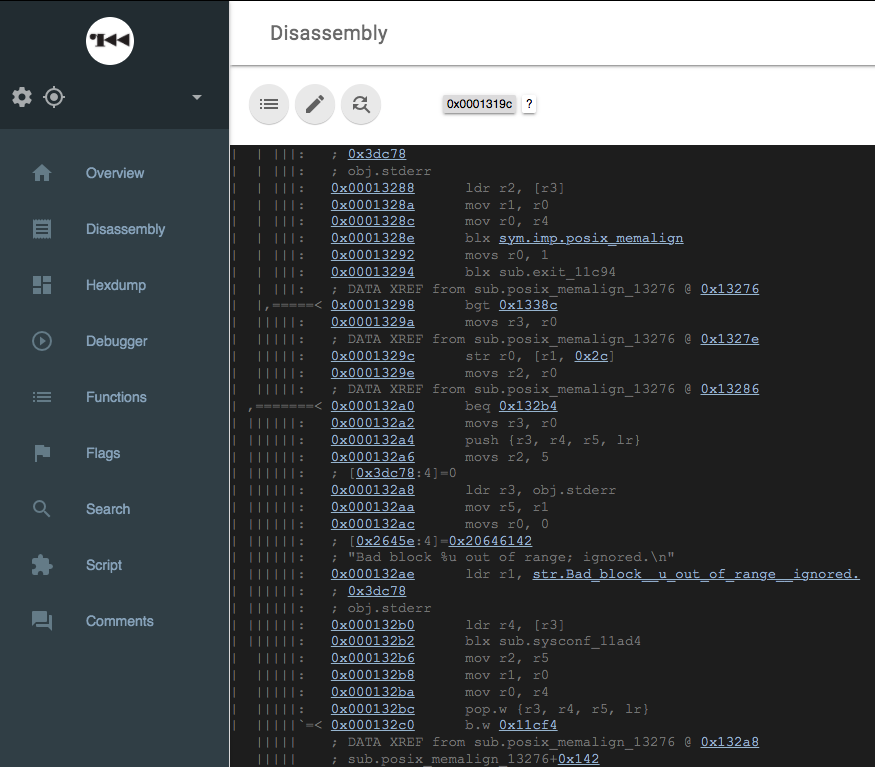 Disassembly
0x0001319c ?
Overview
Disassembly
Hexdump
Debugger
Functions
Flags
Search
Script
Comments
| | |||: ; 0x3dc78
| | |||: ; obj.stderr
| | |||: 0x00013288 ldr r2, [r3]
| | |||: 0x0001328a mov r1, r0
| | |||: 0x0001328c mov r0, r4
| | |||: 0x0001328e blx sym.imp.posix_memalign
| | |||: 0x00013292 movs r0, 1
| | |||: 0x00013294 blx sub.exit_11c94
| | |||: ; DATA XREF from sub.posix_memalign_13276 @ 0x13276
| |,=====< 0x00013298 bgt 0x1338c
| |||||: 0x0001329a movs r3, r0
| |||||: ; DATA XREF from sub.posix_memalign_13276 @ 0x1327e
| |||||: 0x0001329c str r0, [r1, 0x2c]
| |||||: 0x0001329e movs r2, r0
| |||||: ; DATA XREF from sub.posix_memalign_13276 @ 0x13286
| ,=======< 0x000132a0 beq 0x132b4
| ||||||: 0x000132a2 movs r3, r0
| ||||||: 0x000132a4 push {r3, r4, r5, lr}
| ||||||: 0x000132a6 movs r2, 5
| ||||||: ; [0x3dc78:4]=0
| ||||||: 0x000132a8 ldr r3, obj.stderr
| ||||||: 0x000132aa mov r5, r1
| ||||||: 0x000132ac movs r0, 0
| ||||||: ; [0x2645e:4]=0x20646142
| ||||||: ; "Bad block %u out of range; ignored.\n"
| ||||||: 0x000132ae ldr r1, str.Bad_block__u_out_of_range__ignored.
| ||||||: ; 0x3dc78
| ||||||: ; obj.stderr
| ||||||: 0x000132b0 ldr r4, [r3]
| ||||||: 0x000132b2 blx sub.sysconf_11ad4
| |||||: 0x000132b6 mov r2, r5
| |||||: 0x000132b8 mov r1, r0
| |||||: 0x000132ba mov r0, r4
| |||||: 0x000132bc pop.w {r3, r4, r5, lr}
| |||||`=< 0x000132c0 b.w 0x11cf4
| ||||| ; DATA XREF from sub.posix_memalign_13276 @ 0x132a8
| ||||| ; sub.posix_memalign_13276+0x142